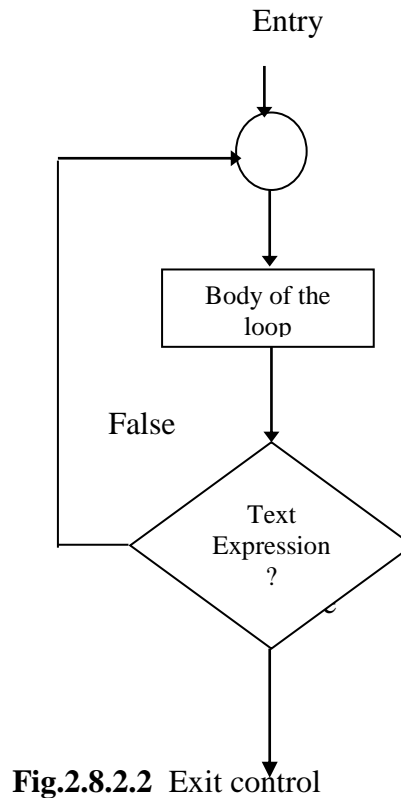 Entry
Body of the
loop
False
Text
Expression
?
Fig.2.8.2.2 Exit control